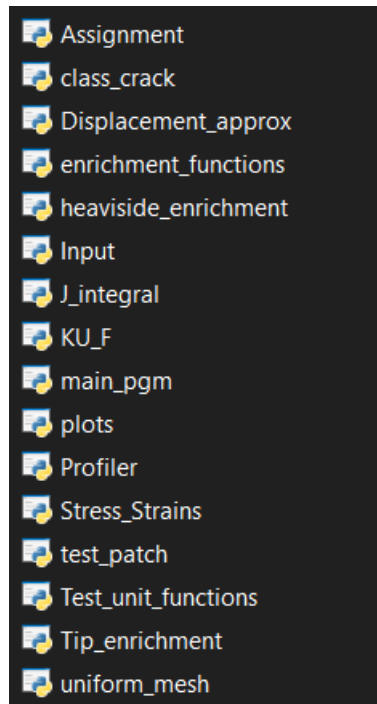 Assignment
class_crack
Displacement_approx
enrichment_functions
heaviside_enrichment
Input
J_integral
KU_F
main_pgm
plots
Profiler
Stress_Strains
test_patch
Test_unit_functions
Tip_enrichment
uniform_mesh